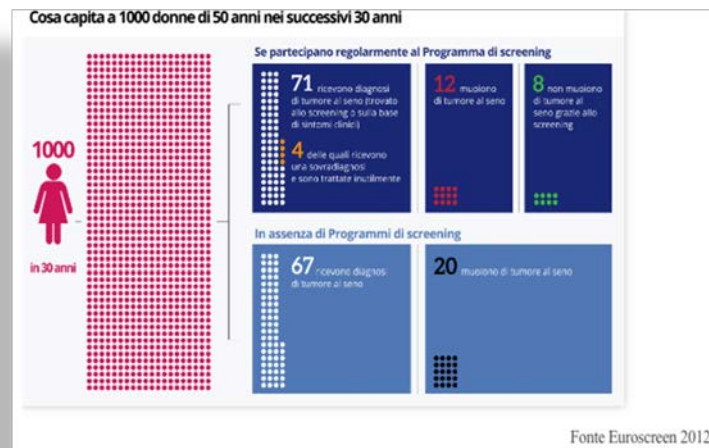 Cosa capita a 1000 donne di 50 anni nei successivi 30 anni
1000
in 30 anni
Se partecipano regolarmente al Programma di screening
71 ricevono diagnosi
di tumore al seno (trovato
allo screening o sulla base
di sintomi clinici)
4 delle quali ricevono
una sovradiagnosi
e sono trattate inutilmente
12 muoiono
di tumore al seno
8 non muoiono
di tumore al
seno grazie allo
screening
In assenza di Programmi di screening
67 ricevono diagnosi
di tumore al seno
20 muoiono di tumore al seno
Fonte Euroscreen 2012